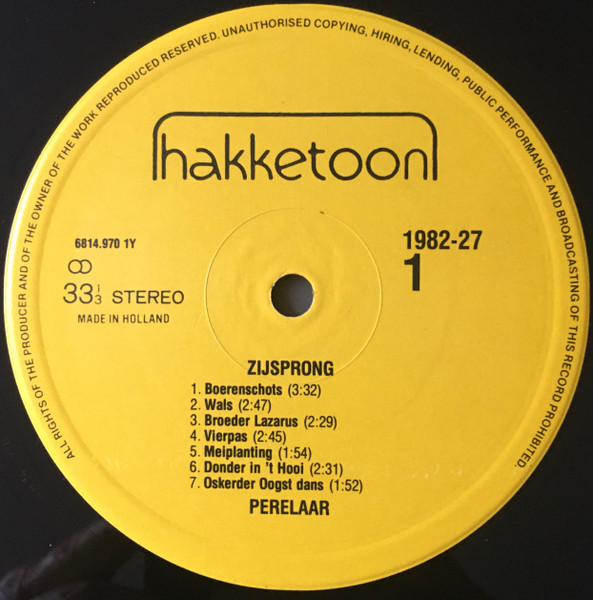 ALL RIGHTS OF THE PRODUCER AND OF THE OWNER OF THE WORK REPRODUCED RESERVED. UNAUTHORISED COPYING, HIRING, LENDING, PUBLIC PERFORMANCE AND BROADCASTING OF THIS RECORD PROHIBITED.
hakketoon
6814.970 1Y
33 1/3 STEREO
MADE IN HOLLAND
1982-27
1
ZIJSPRONG
1. Boerenschots (3:32)
2. Wals (2:47)
3. Broeder Lazarus (2:29)
4. Vierpas (2:45)
5. Meiplanting (1:54)
6. Donder in 't Hooi (2:31)
7. Oskerder Oogst dans (1:52)
PERELAAR